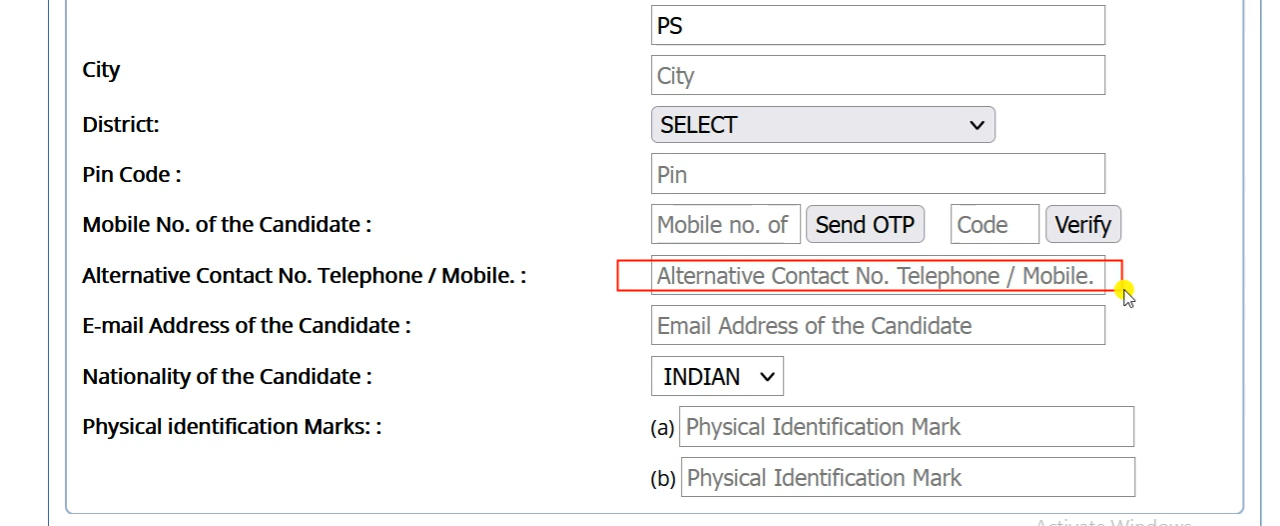 PS
City City
District: SELECT
Pin Code : Pin
Mobile No. of the Candidate : Mobile no. of Send OTP Code Verify
Alternative Contact No. Telephone / Mobile. : Alternative Contact No. Telephone / Mobile.
E-mail Address of the Candidate : Email Address of the Candidate
Nationality of the Candidate : INDIAN
Physical identification Marks: : (a) Physical Identification Mark
(b) Physical Identification Mark
Activate Windows